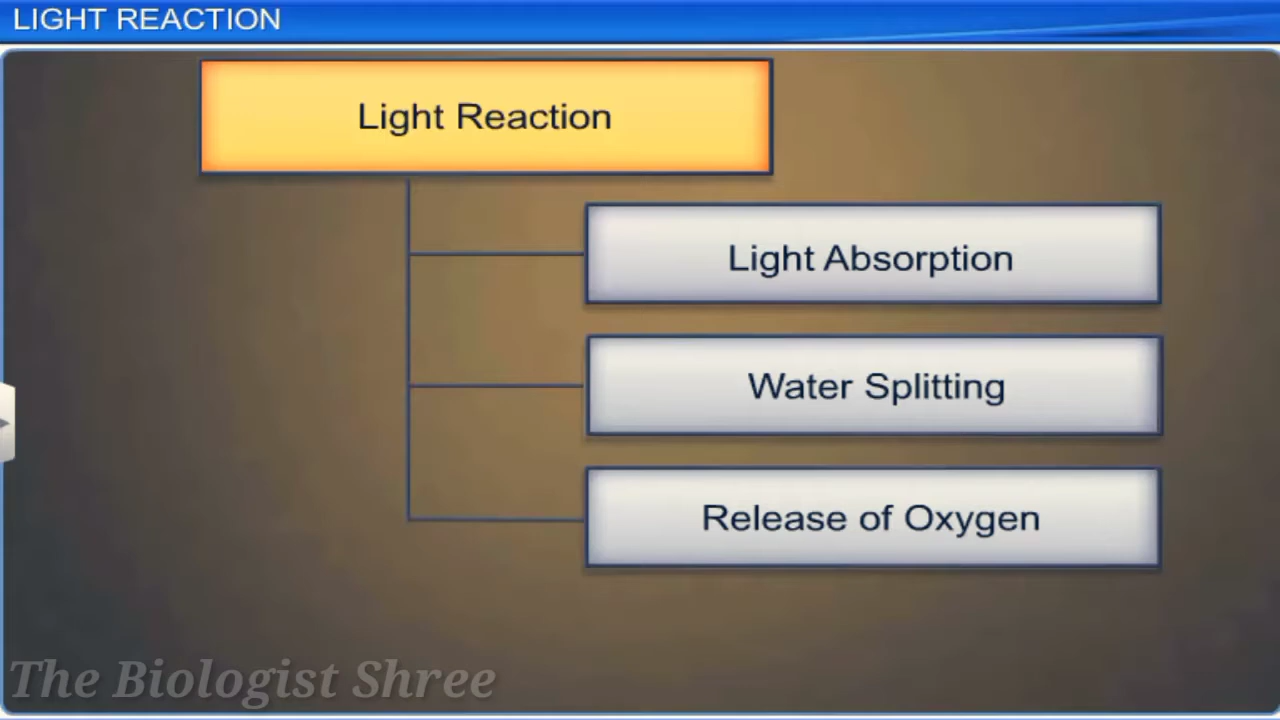 LIGHT REACTION
Light Reaction
Light Absorption
Water Splitting
Release of Oxygen
The Biologist Shree